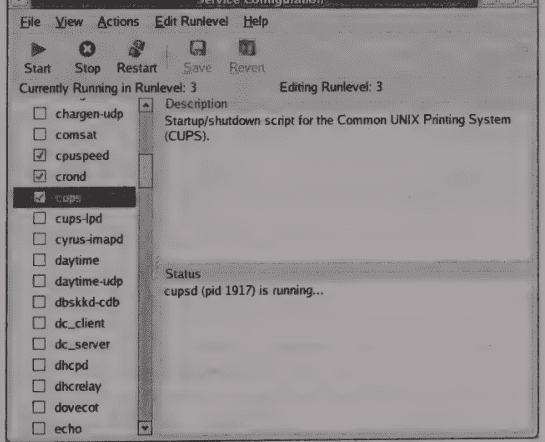 Service Configuration
File View Actions Edit Runlevel Help
Start Stop Restart Save Revert
Currently Running in Runlevel: 3 Editing Runlevel: 3
chargen-udp
comsat
cpuspeed
crond
cups
cups-lpd
cyrus-imapd
daytime
daytime-udp
dbskkd-cdb
dc_client
dc_server
dhcpd
dhcrelay
dovecot
echo
Description
Startup/shutdown script for the Common UNIX Printing System
(CUPS).
Status
cupsd (pid 1917) is running...